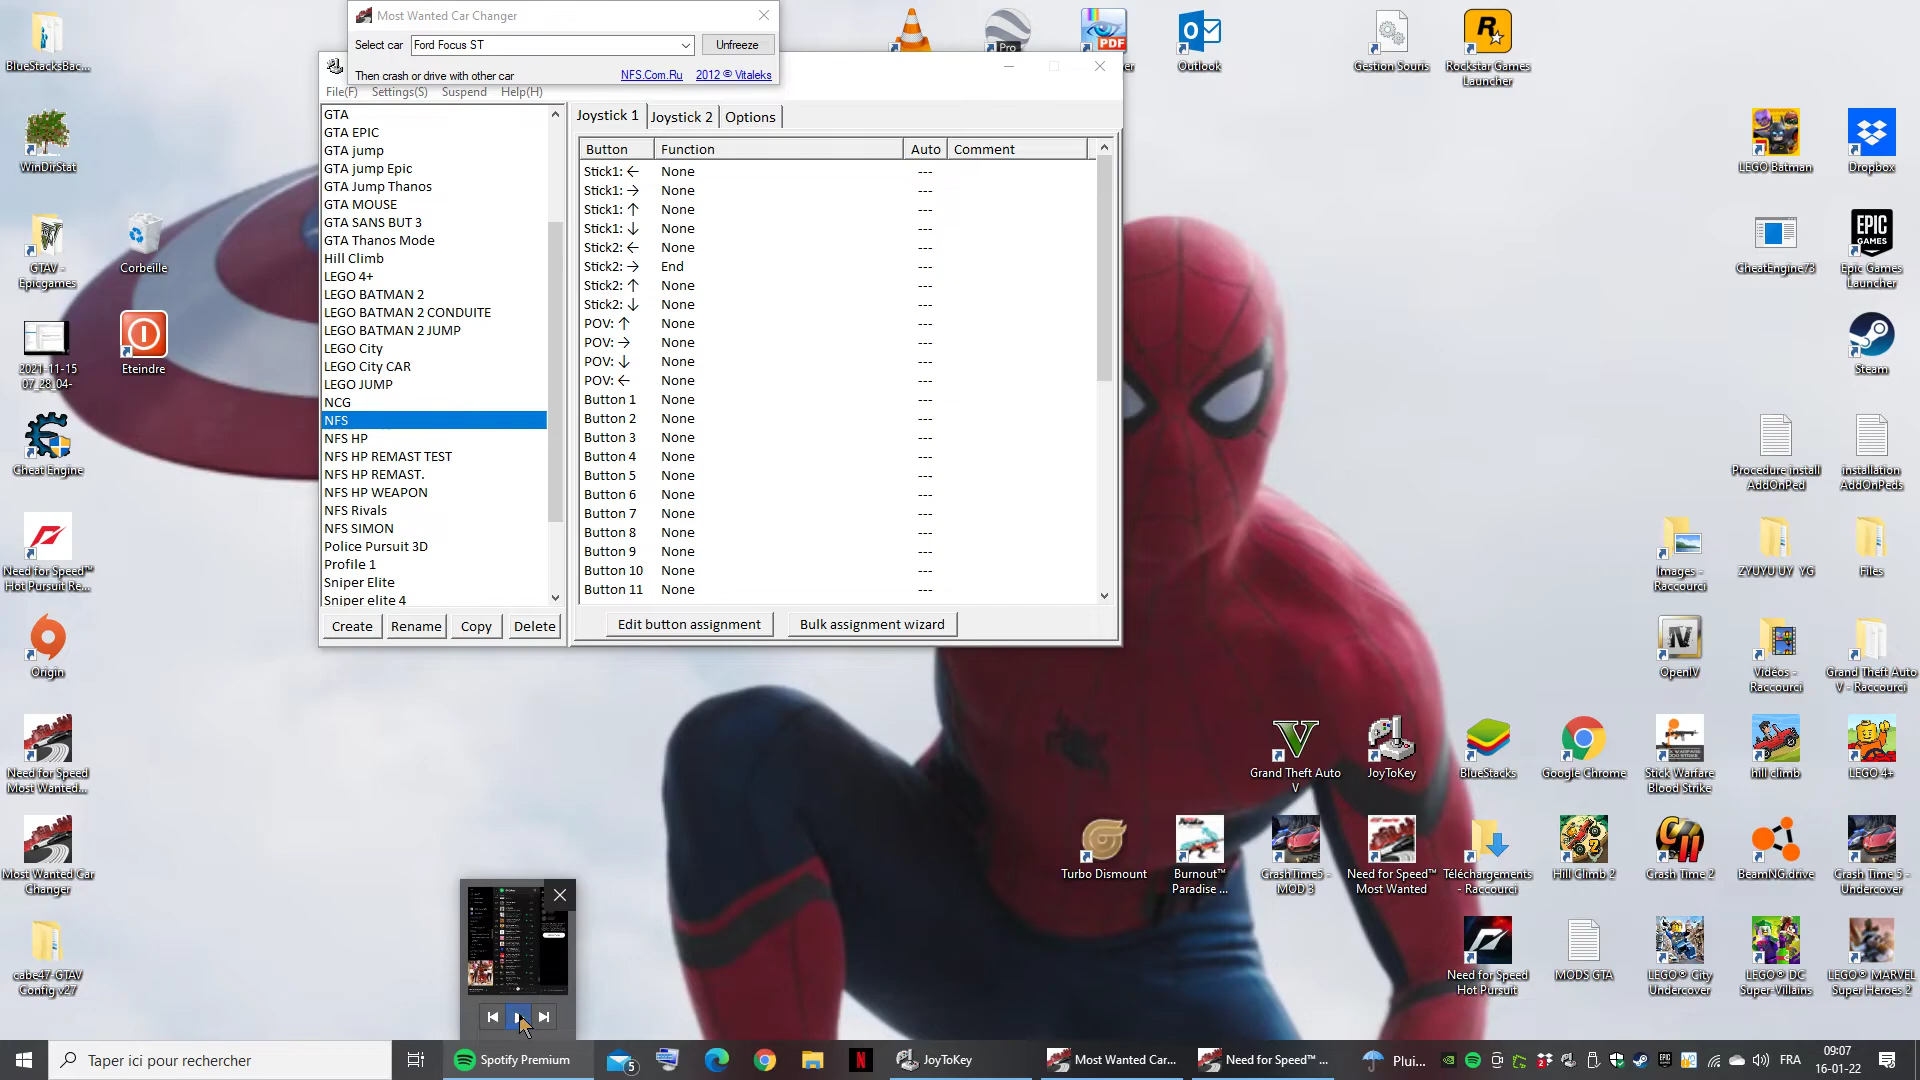 Most Wanted Car Changer
Select car
Ford Focus ST
Unfreeze
Then crash or drive with other car
NFS.Com.Ru
2012 © Vitaleks
File(F)
Settings(S)
Suspend
Help(H)
GTA
GTA EPIC
GTA jump
GTA jump Epic
GTA Jump Thanos
GTA MOUSE
GTA SANS BUT 3
GTA Thanos Mode
Hill Climb
LEGO 4+
LEGO BATMAN 2
LEGO BATMAN 2 CONDUITE
LEGO BATMAN 2 JUMP
LEGO City
LEGO City CAR
LEGO JUMP
NCG
NFS
NFS HP
NFS HP REMAST TEST
NFS HP REMAST.
NFS HP WEAPON
NFS Rivals
NFS SIMON
Police Pursuit 3D
Profile 1
Sniper Elite
Sniper elite 4
Create
Rename
Copy
Delete
Joystick 1
Joystick 2
Options
Button Function Auto Comment
Stick1: ← None ---
Stick1: → None ---
Stick1: ↑ None ---
Stick1: ↓ None ---
Stick2: ← None ---
Stick2: → End ---
Stick2: ↑ None ---
Stick2: ↓ None ---
POV: ↑ None ---
POV: → None ---
POV: ↓ None ---
POV: ← None ---
Button 1 None ---
Button 2 None ---
Button 3 None ---
Button 4 None ---
Button 5 None ---
Button 6 None ---
Button 7 None ---
Button 8 None ---
Button 9 None ---
Button 10 None ---
Button 11 None ---
Edit button assignment
Bulk assignment wizard
BlueStacksBac...
WinDirStat
GTAV -
Epicgames
Corbeille
2021-11-15
07_28_04-
Eteindre
Cheat Engine
Need for Speed™
Hot Pursuit Re...
Origin
Need for Speed
Most Wanted...
Most Wanted Car
Changer
cabe47-GTAV
Config v27
Pro
PDF
Outlook
Gestion Souris
Rockstar Games
Launcher
LEGO Batman
Dropbox
CheatEngine73
EPIC
GAMES
Epic Games
Launcher
Steam
Procedure install
AddOnPed
installation
AddOnPeds
Images -
Raccourci
ZYUYU UY YG
Files
OpenIV
Vidéos -
Raccourci
Grand Theft Auto
V - Raccourci
Grand Theft Auto
V
JoyToKey
BlueStacks
Google Chrome
Stick Warfare
Blood Strike
hill climb
LEGO 4+
Turbo Dismount
Burnout™
Paradise ...
CrashTime5 -
MOD 3
Need for Speed™
Most Wanted
Téléchargements
- Raccourci
Hill Climb 2
Crash Time 2
BeamNG.drive
Crash Time 5 -
Undercover
Need for Speed
Hot Pursuit
MODS GTA
LEGO® City
Undercover
LEGO® DC
Super-Villains
LEGO® MARVEL
Super Heroes 2
Taper ici pour rechercher
Spotify Premium
5
JoyToKey
Most Wanted Car...
Need for Speed™ ...
Plui...
FRA
09:07
16-01-22